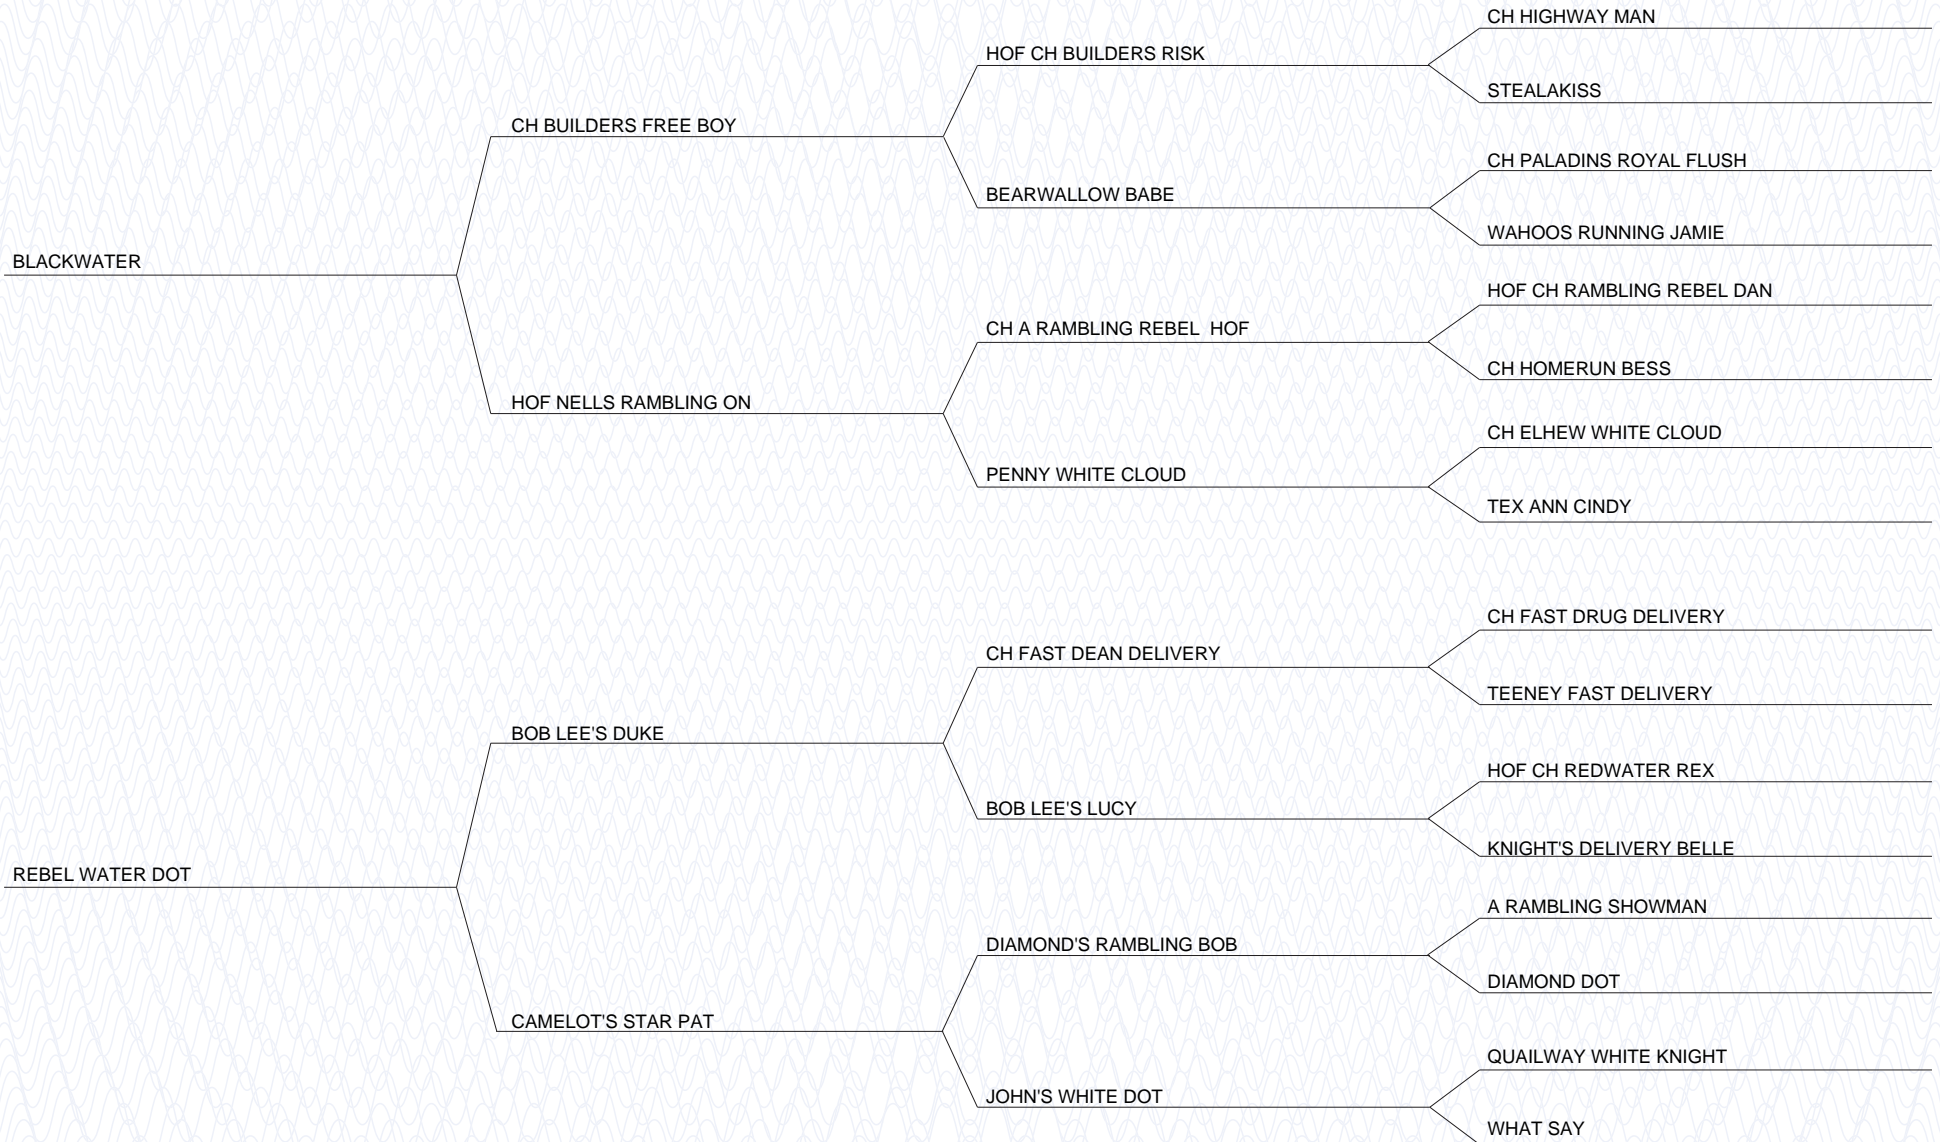 CH HIGHWAY MAN
HOF CH BUILDERS RISK
STEALAKISS
CH BUILDERS FREE BOY
CH PALADINS ROYAL FLUSH
BEARWALLOW BABE
WAHOOS RUNNING JAMIE
BLACKWATER
HOF CH RAMBLING REBEL DAN
CH A RAMBLING REBEL  HOF
CH HOMERUN BESS
HOF NELLS RAMBLING ON
CH ELHEW WHITE CLOUD
PENNY WHITE CLOUD
TEX ANN CINDY
CH FAST DRUG DELIVERY
CH FAST DEAN DELIVERY
TEENEY FAST DELIVERY
BOB LEE'S DUKE
HOF CH REDWATER REX
BOB LEE'S LUCY
KNIGHT'S DELIVERY BELLE
REBEL WATER DOT
A RAMBLING SHOWMAN
DIAMOND'S RAMBLING BOB
DIAMOND DOT
CAMELOT'S STAR PAT
QUAILWAY WHITE KNIGHT
JOHN'S WHITE DOT
WHAT SAY